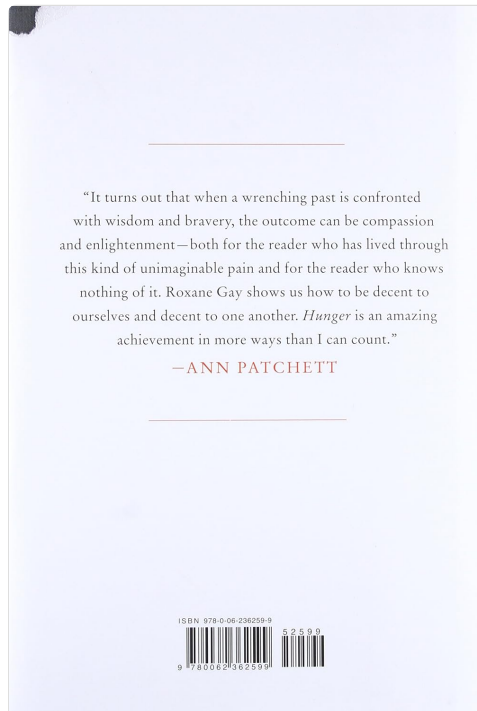 “It turns out that when a wrenching past is confronted
with wisdom and bravery, the outcome can be compassion
and enlightenment—both for the reader who has lived through
this kind of unimaginable pain and for the reader who knows
nothing of it. Roxane Gay shows us how to be decent to
ourselves and decent to one another. Hunger is an amazing
achievement in more ways than I can count.”
—ANN PATCHETT
ISBN 978-0-06-236259-9
52599
9 780062 362599